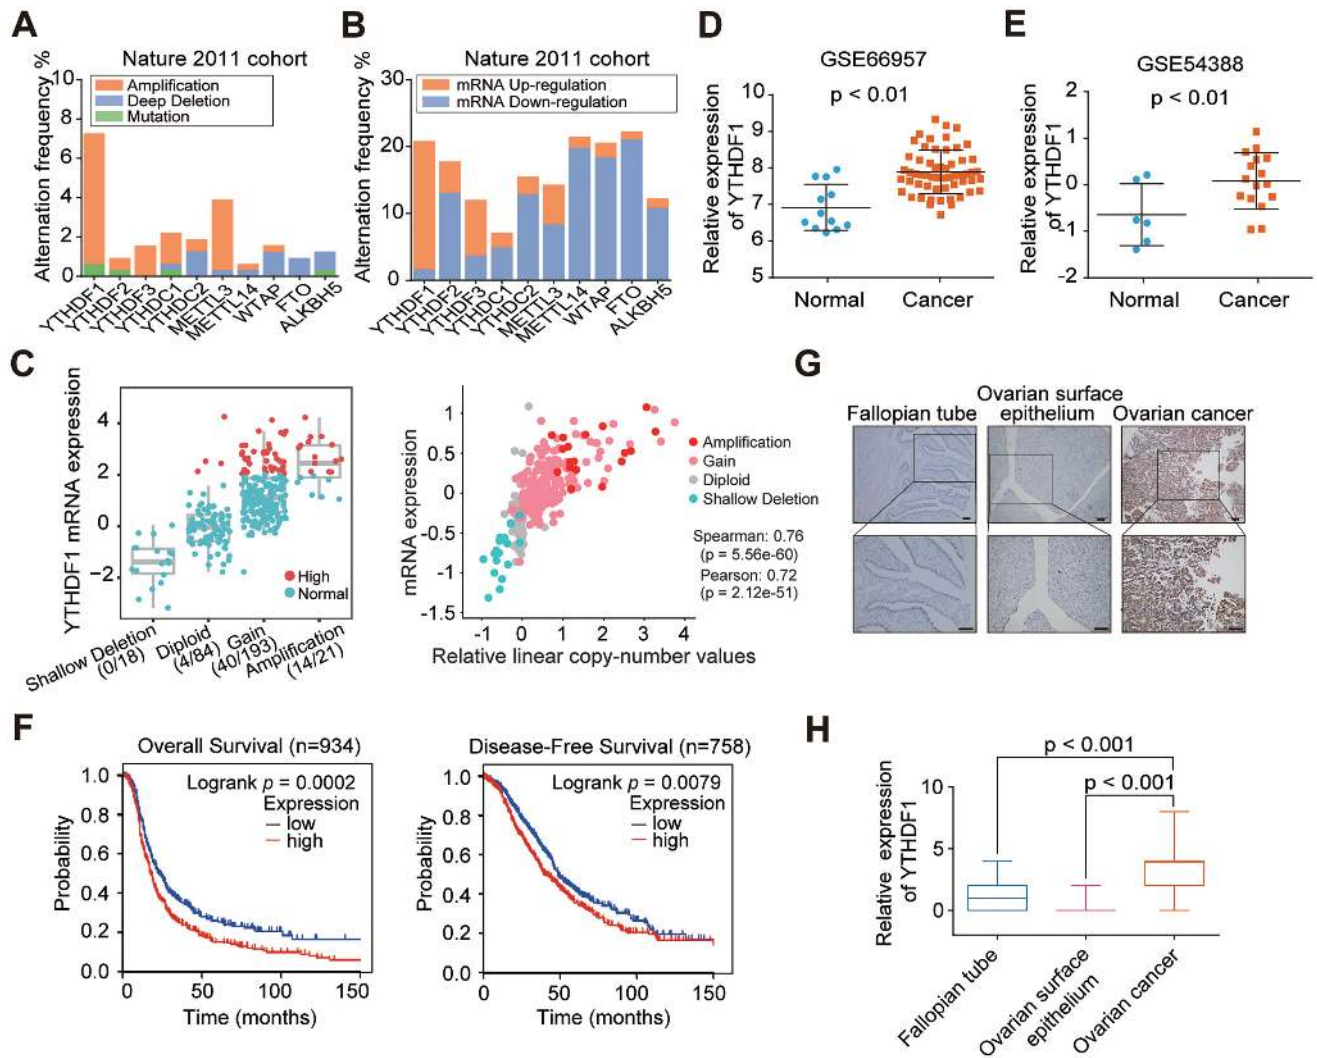 A
Nature 2011 cohort
Alternation frequency %
10
8
6
4
2
0
Amplification
Deep Deletion
Mutation
YTHDF1
YTHDF2
YTHDF3
YTHDC1
YTHDC2
METTL3
METTL14
WTAP
FTO
ALKBH5
B
Nature 2011 cohort
Alternation frequency %
30
20
10
0
mRNA Up-regulation
mRNA Down-regulation
YTHDF1
YTHDF2
YTHDF3
YTHDC1
YTHDC2
METTL3
METTL14
WTAP
FTO
ALKBH5
D
GSE66957
p < 0.01
Relative expression
of YTHDF1
10
9
8
7
6
5
Normal
Cancer
E
GSE54388
p < 0.01
Relative expression
of YTHDF1
2
1
0
-1
-2
Normal
Cancer
C
YTHDF1 mRNA expression
4
2
0
−2
High
Normal
Shallow Deletion
(0/18)
Diploid
(4/84)
Gain
(40/193)
Amplification
(14/21)
mRNA expression
1
0.5
0
-0.5
-1
-1.5
-1
0
1
2
3
4
Relative linear copy-number values
Amplification
Gain
Diploid
Shallow Deletion
Spearman: 0.76
(p = 5.56e-60)
Pearson: 0.72
(p = 2.12e-51)
G
Fallopian tube
Ovarian surface
epithelium
Ovarian cancer
F
Overall Survival (n=934)
Logrank p = 0.0002
Expression
low
high
Probability
1.0
0.8
0.6
0.4
0.2
0.0
0
50
100
150
Time (months)
Disease-Free Survival (n=758)
Logrank p = 0.0079
Expression
low
high
Probability
1.0
0.8
0.6
0.4
0.2
0.0
0
50
100
150
Time (months)
H
p < 0.001
p < 0.001
Relative expression
of YTHDF1
10
5
0
Fallopian tube
Ovarian surface
epithelium
Ovarian cancer